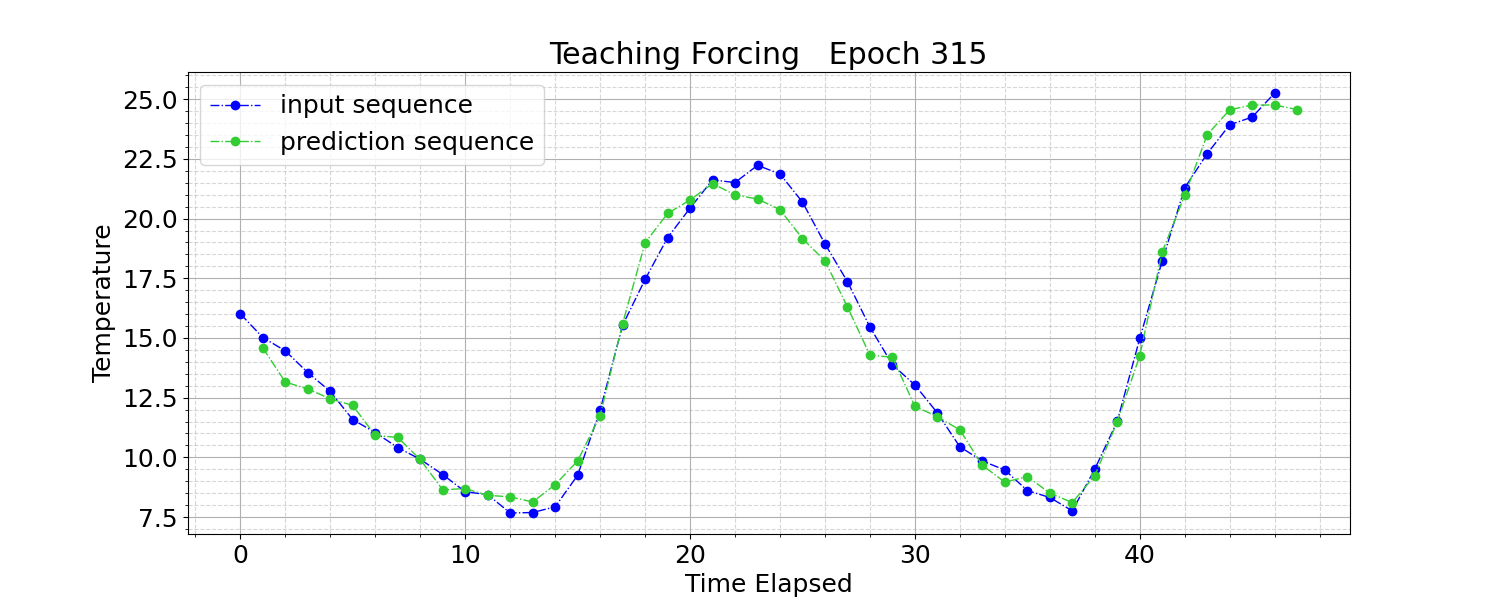 Teaching Forcing   Epoch 315
input sequence
prediction sequence
Temperature
25.0
22.5
20.0
17.5
15.0
12.5
10.0
7.5
0 10 20 30 40
Time Elapsed